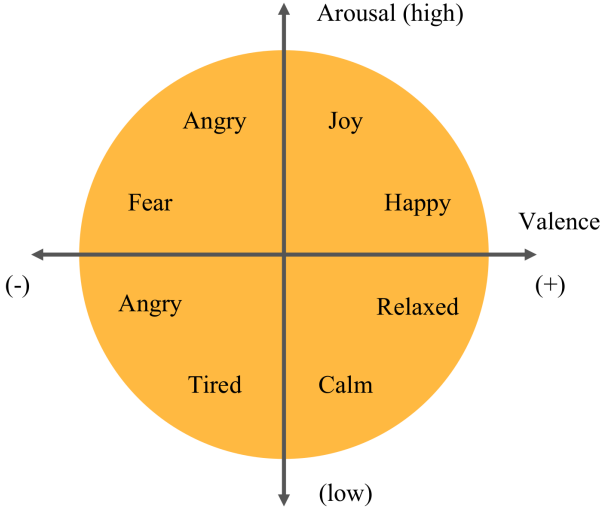 Arousal (high)
Angry
Joy
Fear
Happy
Valence
(-)
(+)
Angry
Relaxed
Tired
Calm
(low)